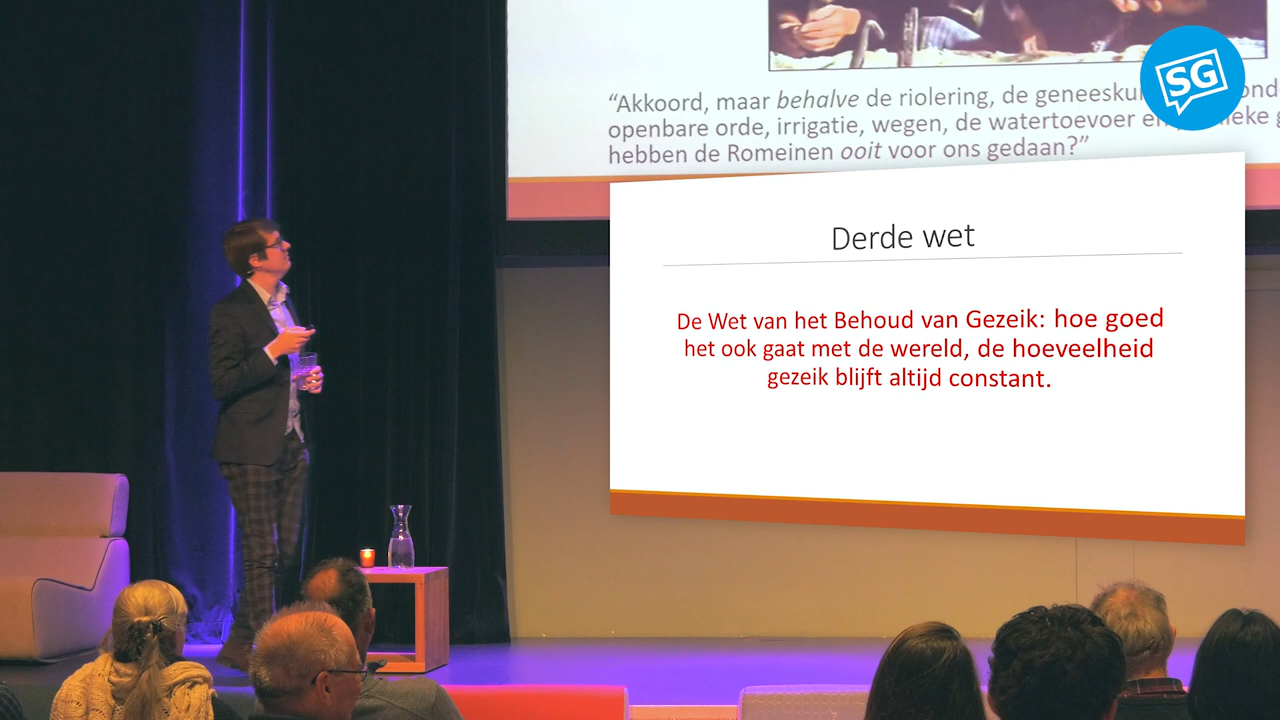 “Akkoord, maar behalve de riolering, de
openbare orde, irrigatie, wegen, de watertoevoer
hebben de Romeinen ooit voor ons gedaan?”
SG
Derde wet
De Wet van het Behoud van Gezeik: hoe goed
het ook gaat met de wereld, de hoeveelheid
gezeik blijft altijd constant.